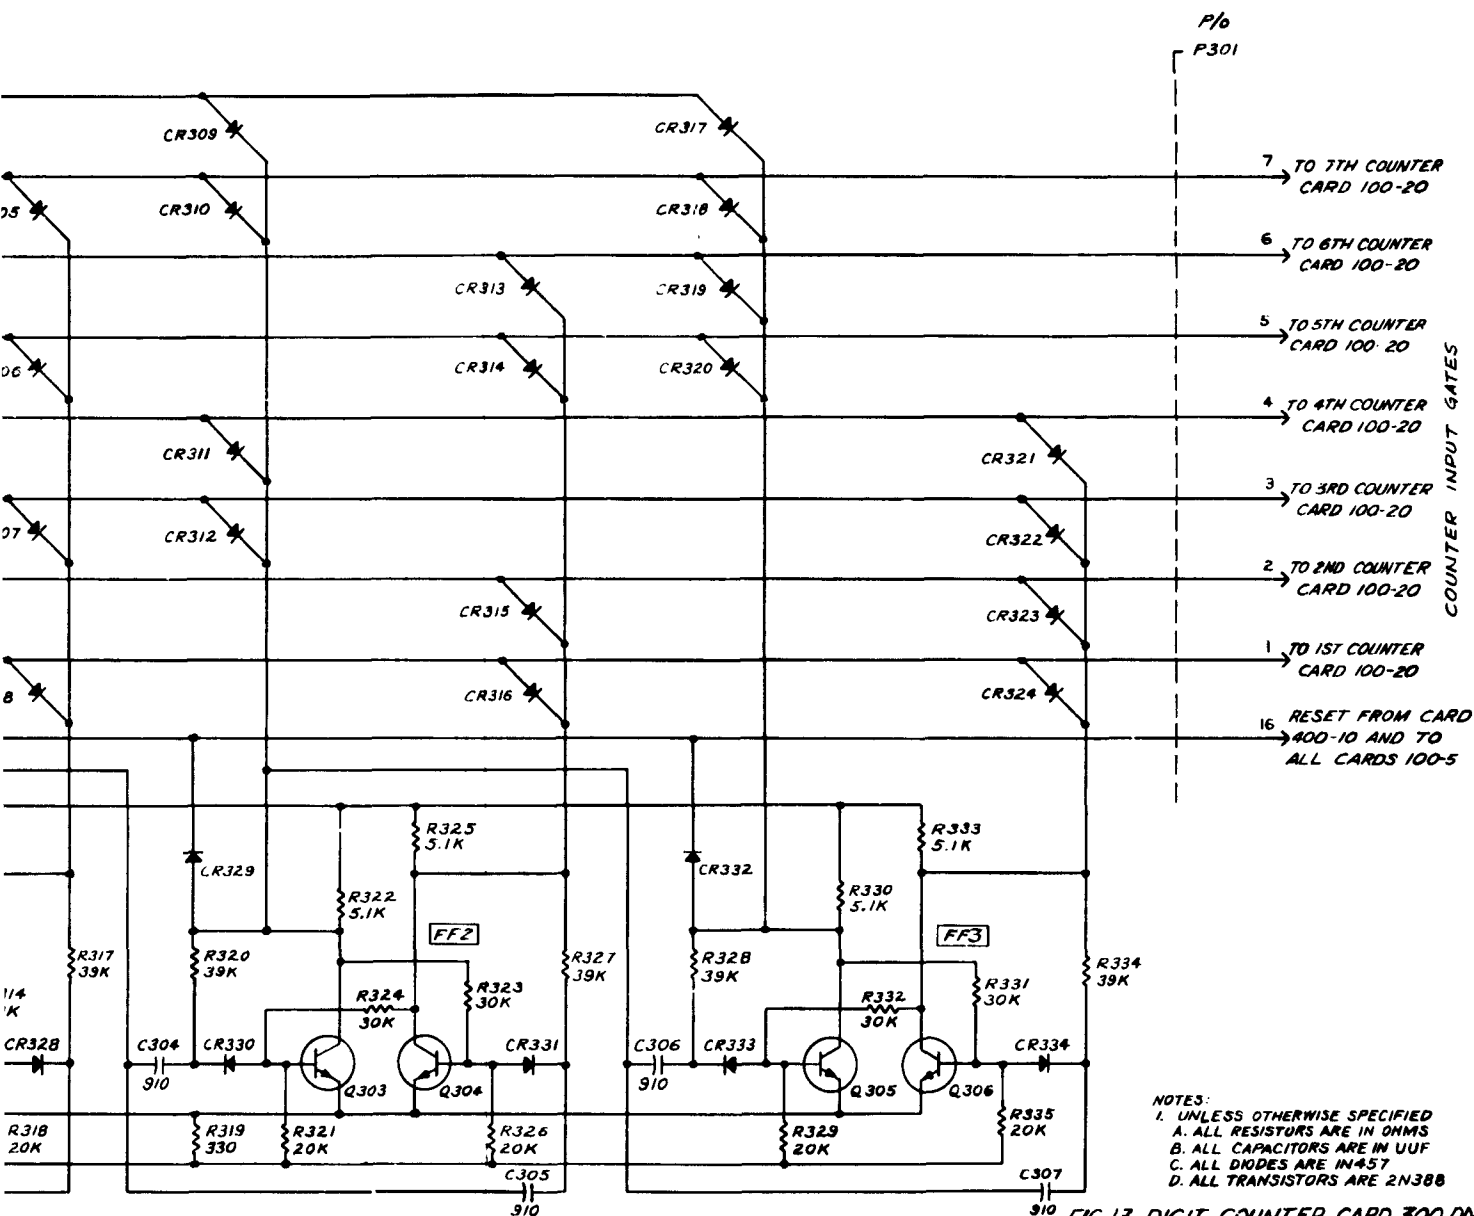 P/O
P301
CR309
CR317
7 TO 7TH COUNTER
CARD 100-20
05
CR310
CR318
6 TO 6TH COUNTER
CARD 100-20
CR313
CR319
5 TO 5TH COUNTER
CARD 100-20
06
CR314
CR320
4 TO 4TH COUNTER
CARD 100-20
CR311
CR321
3 TO 3RD COUNTER
CARD 100-20
07
CR312
CR322
2 TO 2ND COUNTER
CARD 100-20
CR315
CR323
1 TO 1ST COUNTER
CARD 100-20
8
CR316
CR324
COUNTER INPUT GATES
16 RESET FROM CARD
400-10 AND TO
ALL CARDS 100-5
R325
5.1K
R333
5.1K
CR329
CR332
R322
5.1K
R330
5.1K
FF2
FF3
R317
39K
R320
39K
R327
39K
R328
39K
R334
39K
R324
30K
R323
30K
R332
30K
R331
30K
14
K
CR328
C304
910
CR330
CR331
C306
910
CR333
CR334
Q303
Q304
Q305
Q306
R318
20K
R319
330
R321
20K
R326
20K
R329
20K
R335
20K
C305
910
C307
910
NOTES:
1. UNLESS OTHERWISE SPECIFIED
A. ALL RESISTORS ARE IN OHMS
B. ALL CAPACITORS ARE IN UUF
C. ALL DIODES ARE IN457
D. ALL TRANSISTORS ARE 2N388
FIG 13 DIGIT COUNTER CARD 300